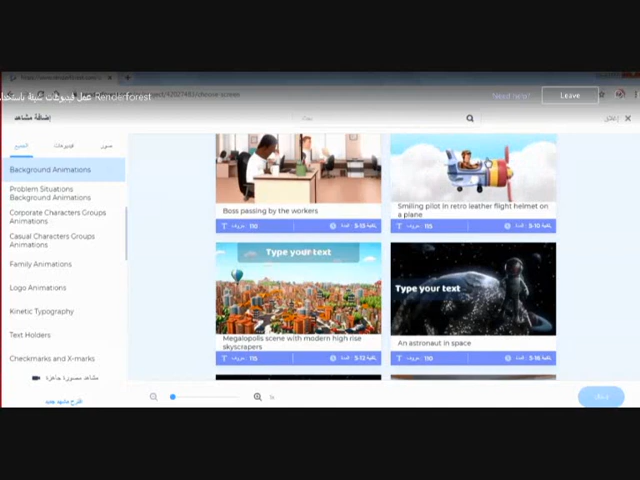 عمل فيديوهات شيقة باستخدا Renderforest
Need help?
Leave
إضافة مشاهد
بحث
إغلاق
الجميع
فيديوهات
صور
Background Animations
Problem Situations
Background Animations
Corporate Characters Groups
Animations
Casual Characters Groups
Animations
Family Animations
Logo Animations
Kinetic Typography
Text Holders
Checkmarks and X-marks
مشاهد مصورة جاهزة
اقترح مشهد جديد
Boss passing by the workers
Smiling pilot in retro leather flight helmet on
a plane
Type your text
Megalopolis scene with modern high rise
skyscrapers
Type your text
An astronaut in space